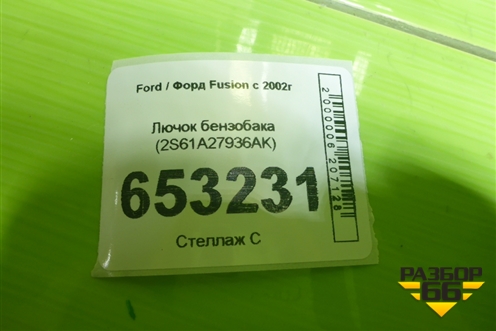 Ford / Форд Fusion с 2002г
Лючок бензобака
(2S61A27936AK)
653231
Стеллаж С
2000006207128
РАЗБОР
66